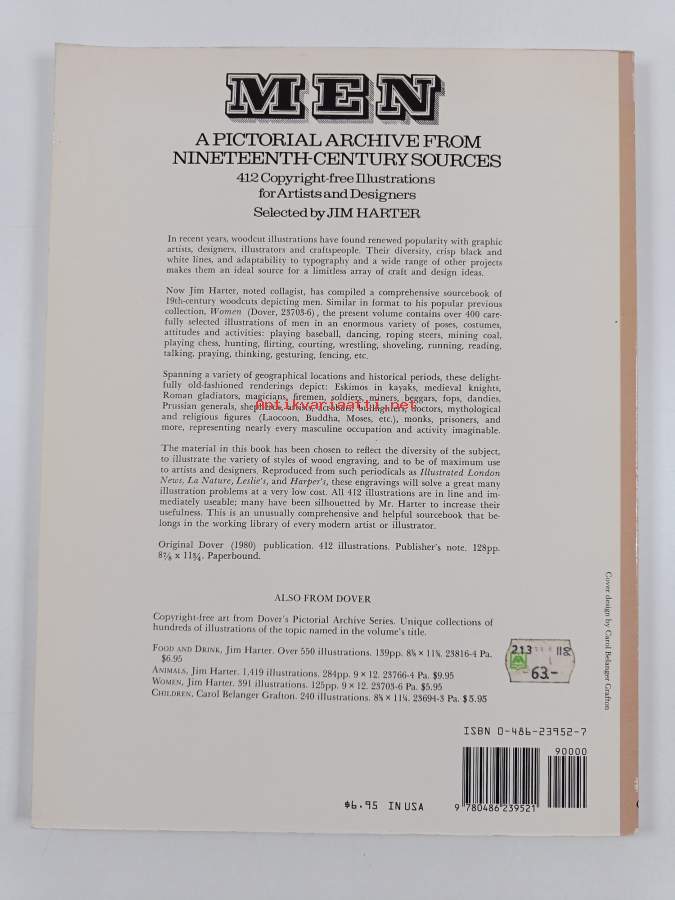 MEN
A PICTORIAL ARCHIVE FROM
NINETEENTH-CENTURY SOURCES
412 Copyright-free Illustrations
for Artists and Designers
Selected by JIM HARTER
In recent years, woodcut illustrations have found renewed popularity with graphic
artists, designers, illustrators and craftspeople. Their diversity, crisp black and
white lines, and adaptability to typography and a wide range of other projects
makes them an ideal source for a limitless array of craft and design ideas.
Now Jim Harter, noted collagist, has compiled a comprehensive sourcebook of
19th-century woodcuts depicting men. Similar in format to his popular previous
collection, Women (Dover, 23703-6), the present volume contains over 400 care-
fully selected illustrations of men in an enormous variety of poses, costumes,
attitudes and activities: playing baseball, dancing, roping steers, mining coal,
playing chess, hunting, flirting, courting, wrestling, shoveling, running, reading,
talking, praying, thinking, gesturing, fencing, etc.
Spanning a variety of geographical locations and historical periods, these delight-
fully old-fashioned renderings depict: Eskimos in kayaks, medieval knights,
Roman gladiators, magicians, firemen, soldiers, miners, beggars, fops, dandies,
Prussian generals, doctors, mythological
Antikvariaatti.net
and religious figures (Laocoon, Buddha, Moses, etc.), monks, prisoners, and
more, representing nearly every masculine occupation and activity imaginable.
The material in this book has been chosen to reflect the diversity of the subject,
to illustrate the variety of styles of wood engraving, and to be of maximum use
to artists and designers. Reproduced from such periodicals as Illustrated London
News, La Nature, Leslie's, and Harper's, these engravings will solve a great many
illustration problems at a very low cost. All 412 illustrations are in line and im-
mediately useable; many have been silhouetted by Mr. Harter to increase their
usefulness. This is an unusually comprehensive and helpful sourcebook that be-
longs in the working library of every modern artist or illustrator.
Original Dover (1980) publication. 412 illustrations. Publisher's note. 128pp.
8⅞ x 11¾. Paperbound.
ALSO FROM DOVER
Copyright-free art from Dover's Pictorial Archive Series. Unique collections of
hundreds of illustrations of the topic named in the volume's title.
FOOD AND DRINK, Jim Harter. Over 550 illustrations. 139pp. 8⅜ x 11¼. 23816-4 Pa.
$6.95
ANIMALS, Jim Harter. 1,419 illustrations. 284pp. 9 x 12. 23766-4 Pa. $9.95
WOMEN, Jim Harter. 391 illustrations. 125pp. 9 x 12. 23703-6 Pa. $5.95
CHILDREN, Carol Belanger Grafton. 240 illustrations. 8⅜ x 11¼. 23694-3 Pa. $5.95
Cover design by Carol Belanger Grafton
213 118
63.-
ISBN 0-486-23952-7
90000
9 780486 239521
$6.95 IN USA